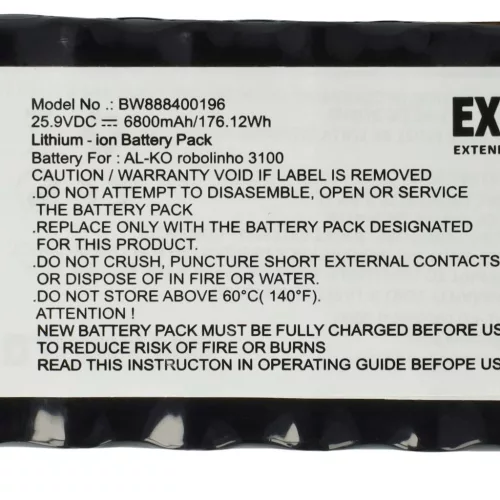 Model No .: BW888400196
25.9VDC ⎓ 6800mAh/176.12Wh
Lithium - ion Battery Pack
Battery For : AL-KO robolinho 3100
CAUTION / WARRANTY VOID IF LABEL IS REMOVED
.DO NOT ATTEMPT TO DISASSEMBLE, OPEN OR SERVICE
THE BATTERY PACK
.REPLACE ONLY WITH THE BATTERY PACK DESIGNATED
FOR THIS PRODUCT.
.DO NOT CRUSH, PUNCTURE SHORT EXTERNAL CONTACTS
OR DISPOSE OF IN FIRE OR WATER.
.DO NOT STORE ABOVE 60°C( 140°F).
ATTENTION !
NEW BATTERY PACK MUST BE FULLY CHARGED BEFORE US
TO REDUCE RISK OF FIRE OR BURNS
READ THIS INSTRUCTON IN OPERATING GUIDE BEFOPE US
EX
EXTENE